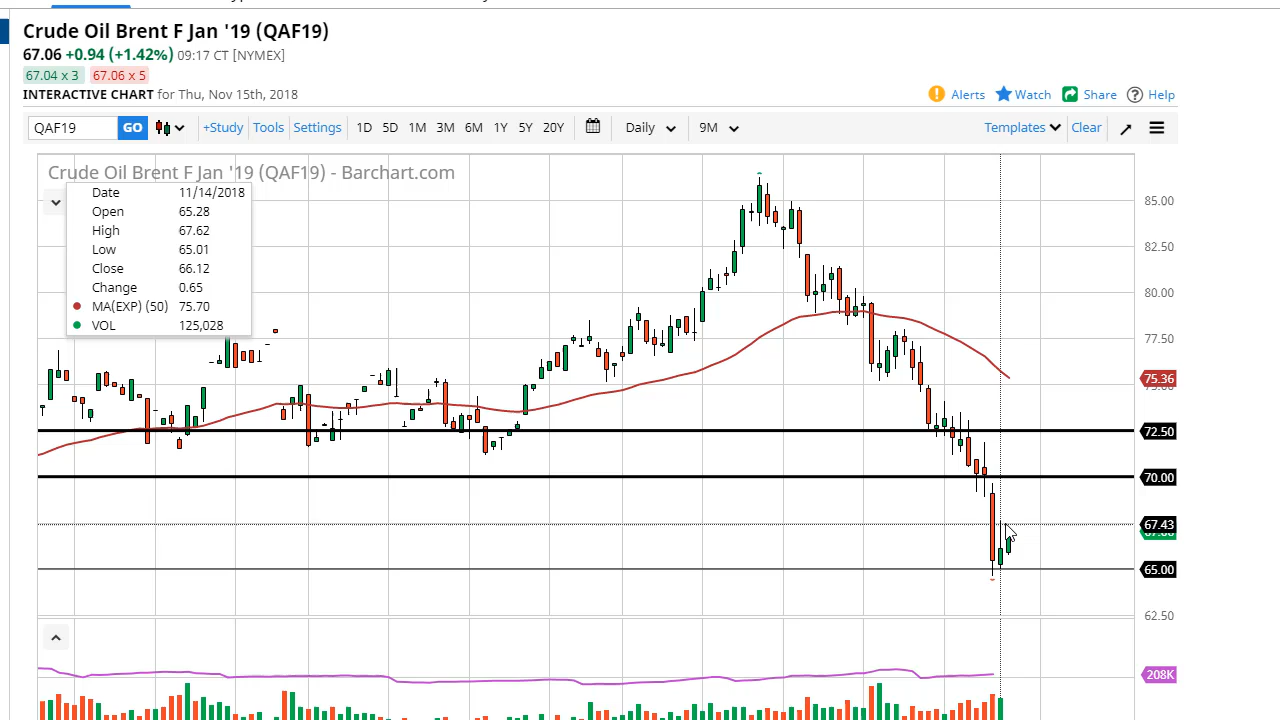 Crude Oil Brent F Jan '19 (QAF19)
67.06 +0.94 (+1.42%) 09:17 CT [NYMEX]
67.04 x 3 67.06 x 5
INTERACTIVE CHART for Thu, Nov 15th, 2018
Alerts Watch Share Help
QAF19 GO +Study Tools Settings 1D 5D 1M 3M 6M 1Y 5Y 20Y Daily 9M Templates Clear
Crude Oil Brent F Jan '19 (QAF19) - Barchart.com
Date 11/14/2018
Open 65.28
High 67.62
Low 65.01
Close 66.12
Change 0.65
MA(EXP) (50) 75.70
VOL 125,028
85.00
82.50
80.00
77.50
75.36
72.50
70.00
67.43
65.00
62.50
208K